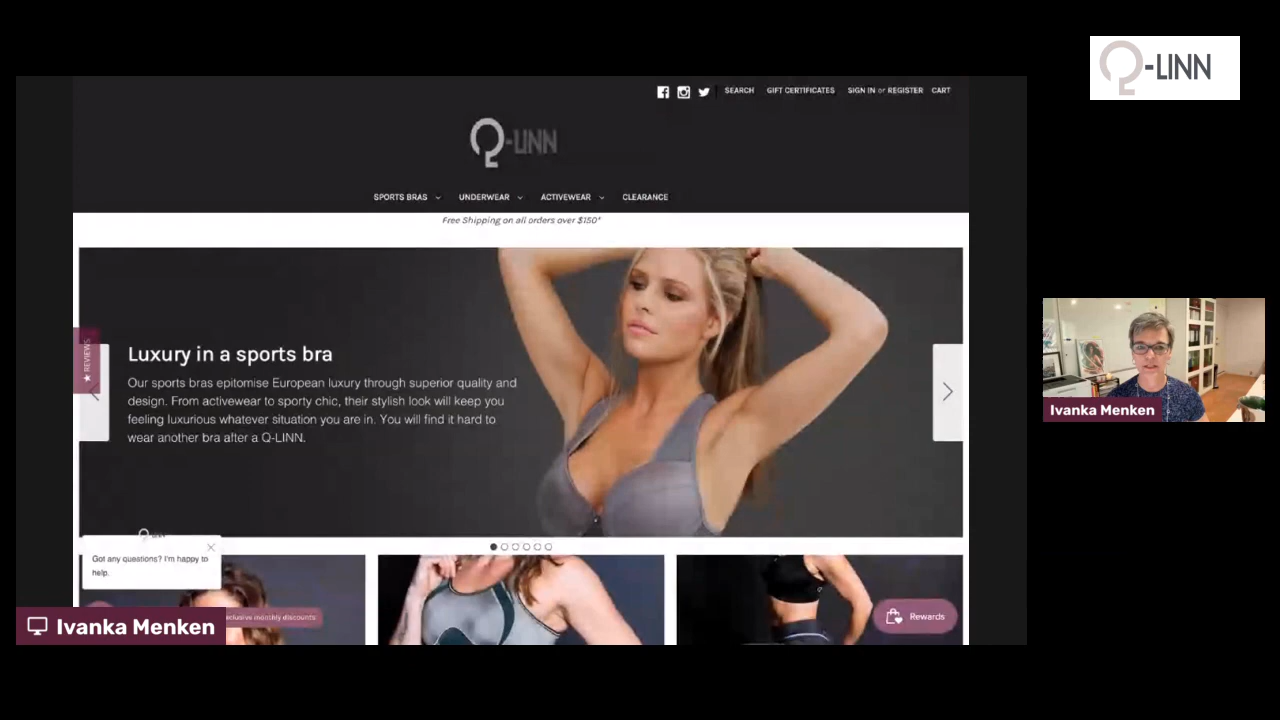 Q-LINN
SEARCH GIFT CERTIFICATES SIGN IN or REGISTER CART
Q-LINN
SPORTS BRAS UNDERWEAR ACTIVEWEAR CLEARANCE
Free Shipping on all orders over $150*
★ REVIEWS
Luxury in a sports bra
Our sports bras epitomise European luxury through superior quality and
design. From activewear to sporty chic, their stylish look will keep you
feeling luxurious whatever situation you are in. You will find it hard to
wear another bra after a Q-LINN.
Ivanka Menken
Got any questions? I'm happy to
help.
exclusive monthly discounts
Rewards
Ivanka Menken